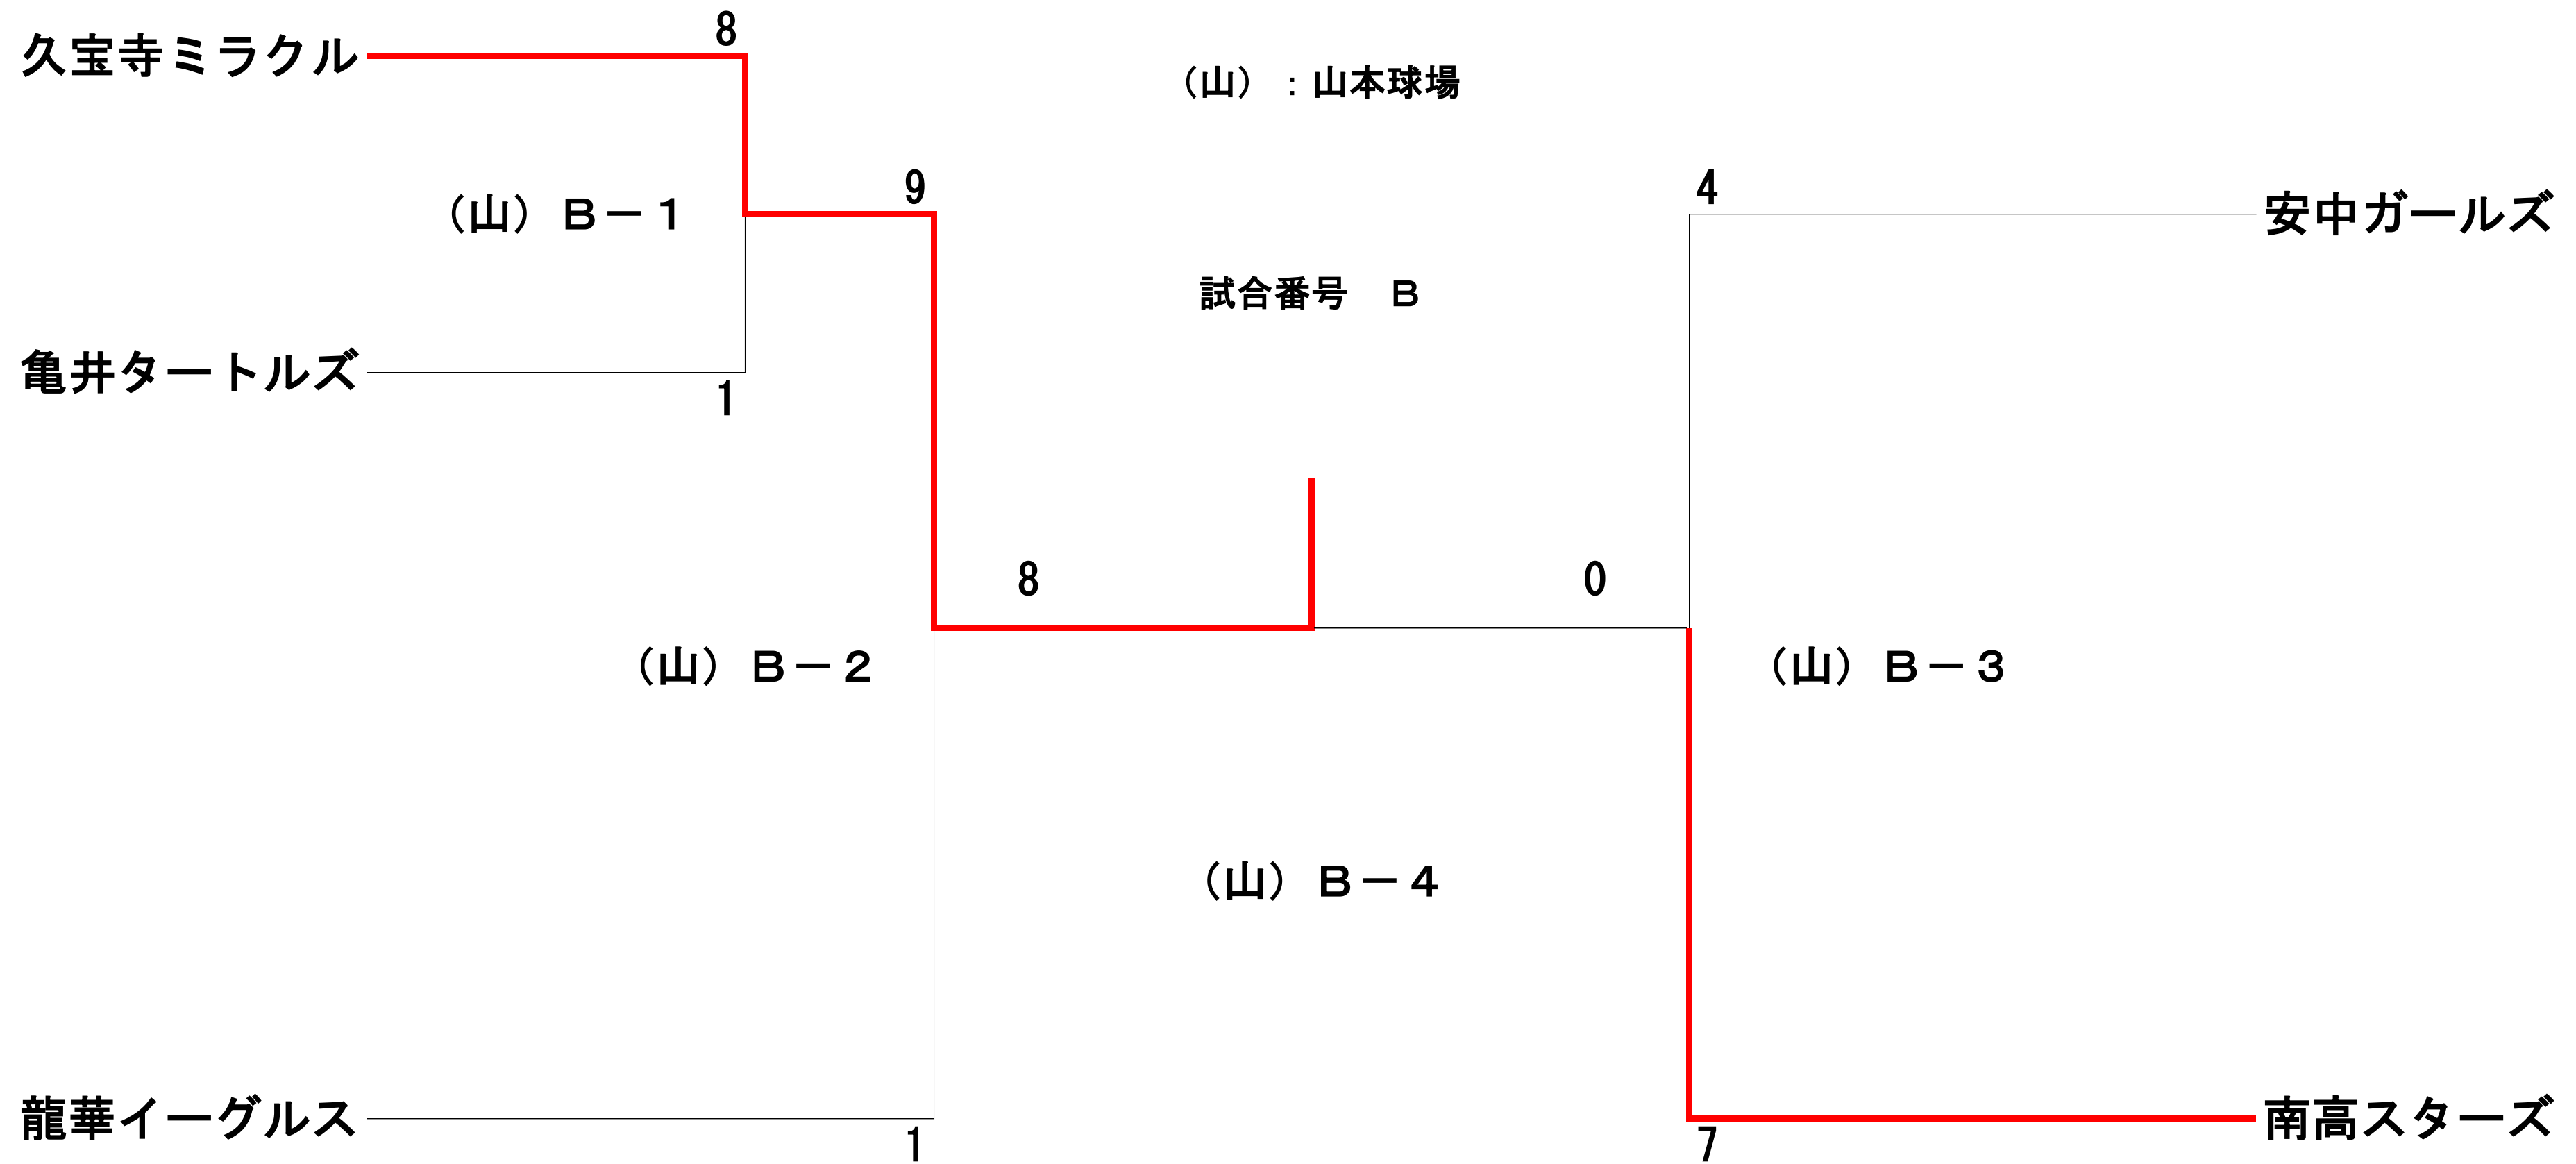 8
久宝寺ミラクル
（山）：山本球場
9
4
（山）Ｂ－１
安中ガールズ
試合番号　Ｂ
亀井タートルズ
1
8
0
（山）Ｂ－２
（山）Ｂ－３
（山）Ｂ－４
龍華イーグルス
南高スターズ
1
7